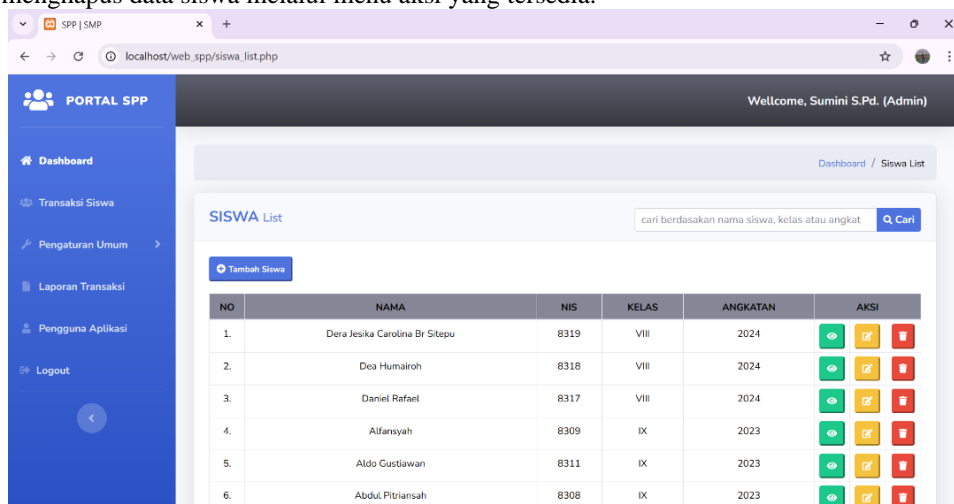 menghapus data siswa melalui menu aksi yang tersedia.
SPP | SMP
localhost/web_spp/siswa_list.php
PORTAL SPP
Wellcome, Sumini S.Pd. (Admin)
Dashboard
Dashboard / Siswa List
Transaksi Siswa
SISWA List
cari berdasakan nama siswa, kelas atau angkat
Cari
Pengaturan Umum
Tambah Siswa
Laporan Transaksi
Pengguna Aplikasi
Logout
NO NAMA NIS KELAS ANGKATAN AKSI
1. Dera Jesika Carolina Br Sitepu 8319 VIII 2024
2. Dea Humairoh 8318 VIII 2024
3. Daniel Rafael 8317 VIII 2024
4. Alfansyah 8309 IX 2023
5. Aldo Gustiawan 8311 IX 2023
6. Abdul Pitriansah 8308 IX 2023